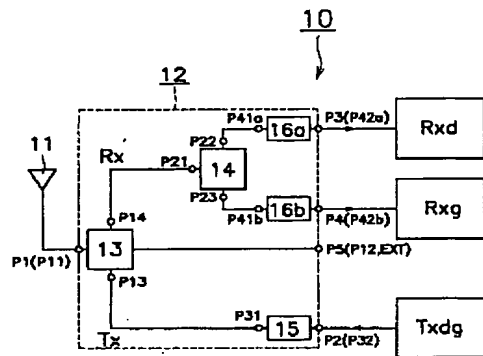 10
12
11
P41a
16a
P3(P42a)
Rxd
Rx
P22
P21
14
P23
P41b
16b
P4(P42b)
Rxg
P14
P1(P11)
13
P5(P12,EXT)
P13
Tx
P31
15
P2(P32)
Txdg